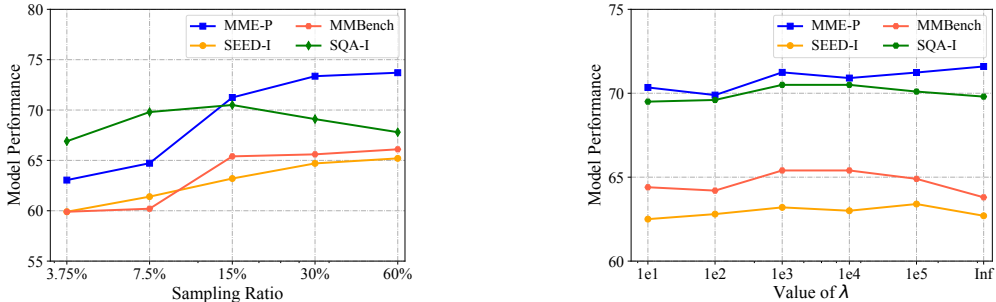 80
75
70
65
60
55
Model Performance
MME-P
SEED-I
MMBench
SQA-I
3.75%
7.5%
15%
30%
60%
Sampling Ratio
75
70
65
60
Model Performance
MME-P
SEED-I
MMBench
SQA-I
1e1
1e2
1e3
1e4
1e5
Inf
Value of λ